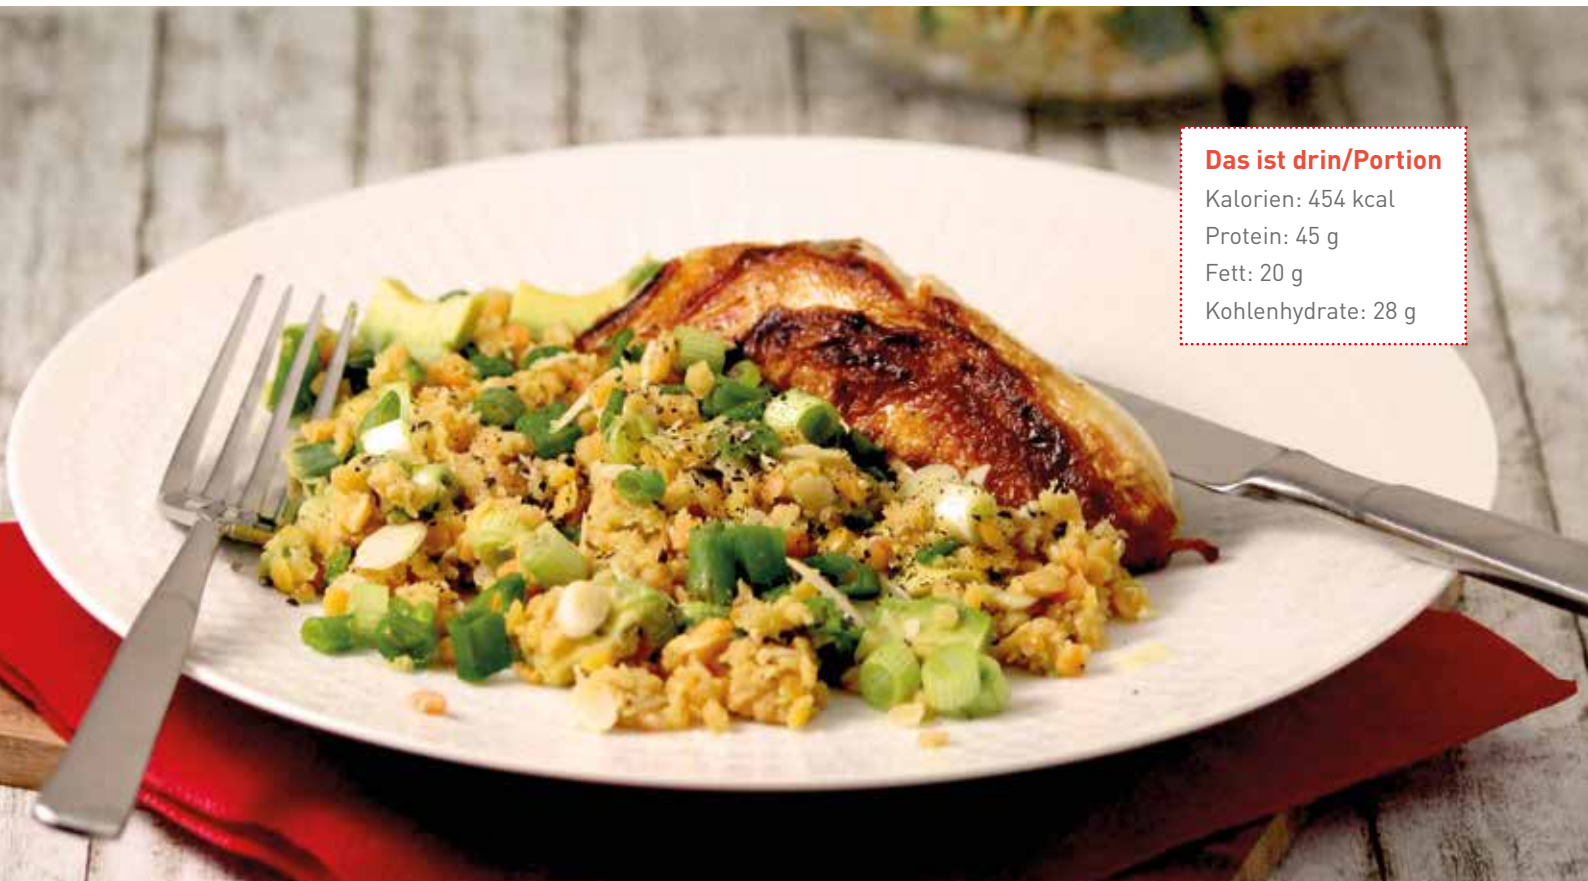 Das ist drin/Portion
Kalorien: 454 kcal
Protein: 45 g
Fett: 20 g
Kohlenhydrate: 28 g